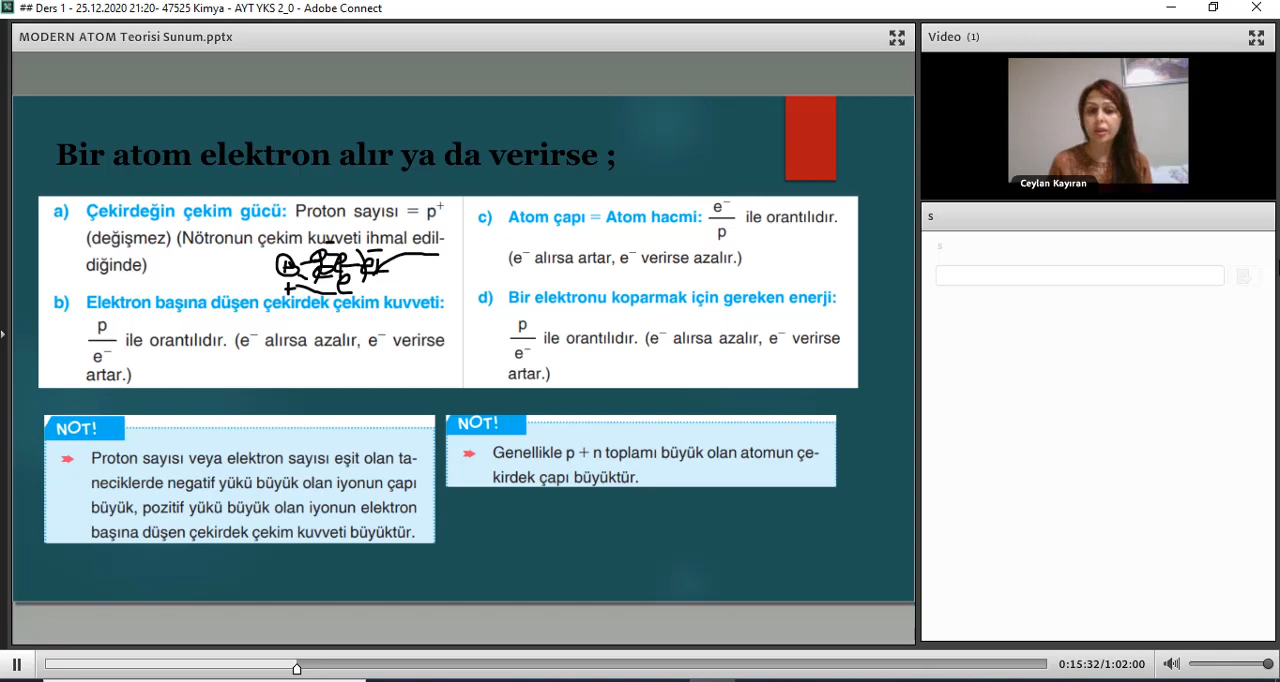 ## Ders 1 - 25.12.2020 21:20- 47525 Kimya - AYT YKS 2_0 - Adobe Connect
MODERN ATOM Teorisi Sunum.pptx
Video (1)
Bir atom elektron alır ya da verirse ;
a) Çekirdeğin çekim gücü: Proton sayısı = p⁺
(değişmez) (Nötronun çekim kuvveti ihmal edil-
diğinde)
b) Elektron başına düşen çekirdek çekim kuvveti:
p
e⁻
ile orantılıdır. (e⁻ alırsa azalır, e⁻ verirse
artar.)
c) Atom çapı = Atom hacmi: e⁻
p
ile orantılıdır.
(e⁻ alırsa artar, e⁻ verirse azalır.)
d) Bir elektronu koparmak için gereken enerji:
p
e⁻
ile orantılıdır. (e⁻ alırsa azalır, e⁻ verirse
artar.)
NOT!
Proton sayısı veya elektron sayısı eşit olan ta-
neciklerde negatif yükü büyük olan iyonun çapı
büyük, pozitif yükü büyük olan iyonun elektron
başına düşen çekirdek çekim kuvveti büyüktür.
NOT!
Genellikle p + n toplamı büyük olan atomun çe-
kirdek çapı büyüktür.
Ceylan Kayıran
s
s
0:15:32/1:02:00